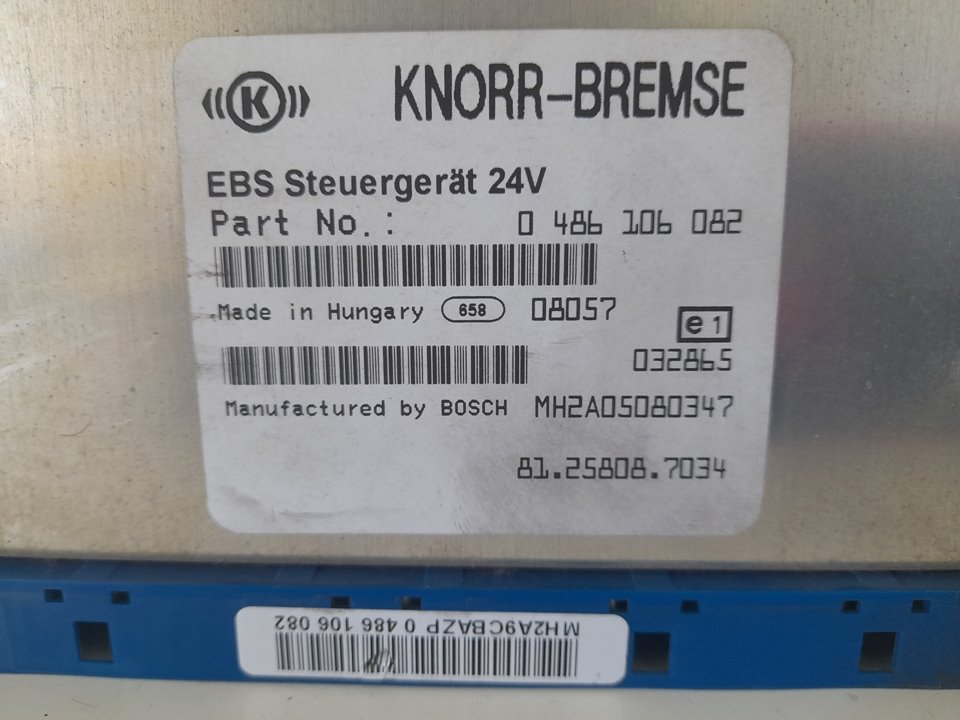 K KNORR-BREMSE
EBS Steuergerät 24V
Part No.: 0 486 106 082
Made in Hungary 658 08057
e1
032865
Manufactured by BOSCH MH2A05080347
81.25808.7034
MH2A9CBAZP 0 486 106 082